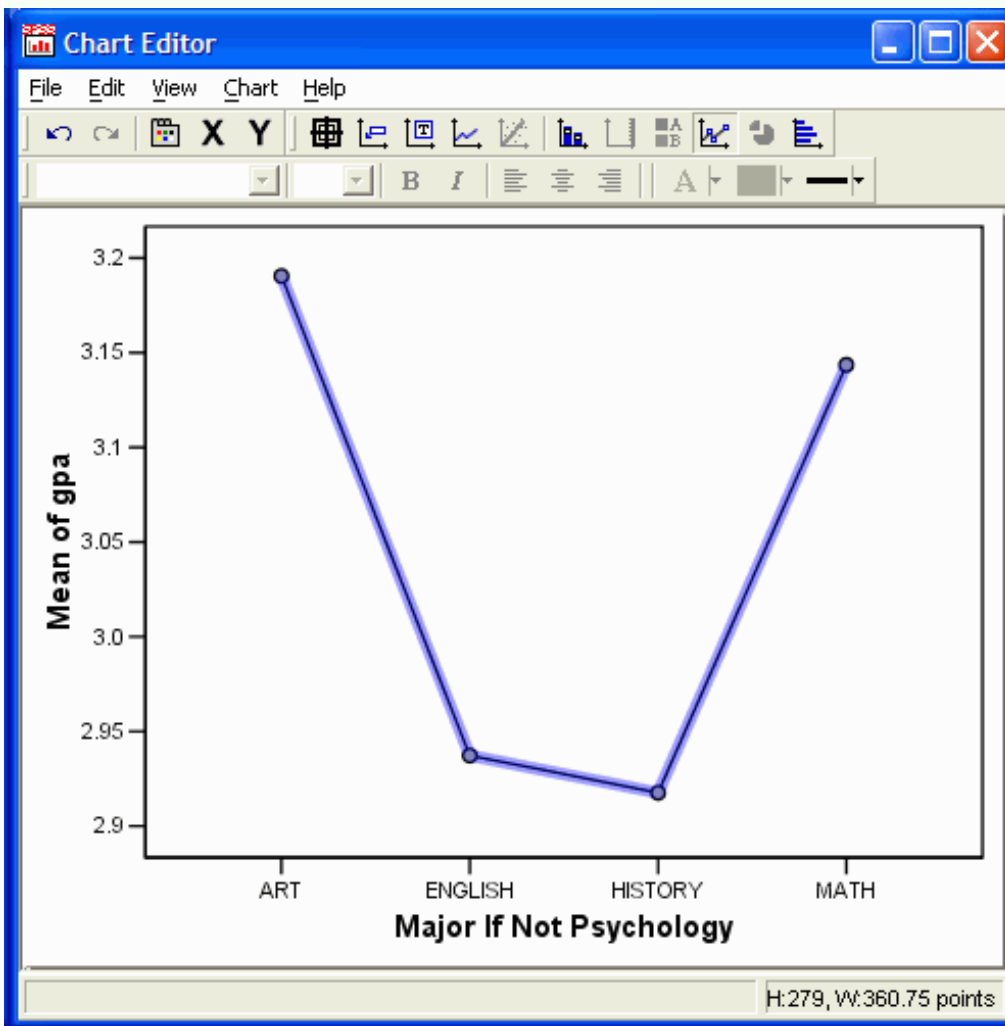 Chart Editor
File Edit View Chart Help
X Y T A B
B I A
3.2
3.15
3.1
3.05
3.0
2.95
2.9
Mean of gpa
ART ENGLISH HISTORY MATH
Major If Not Psychology
H:279, W:360.75 points